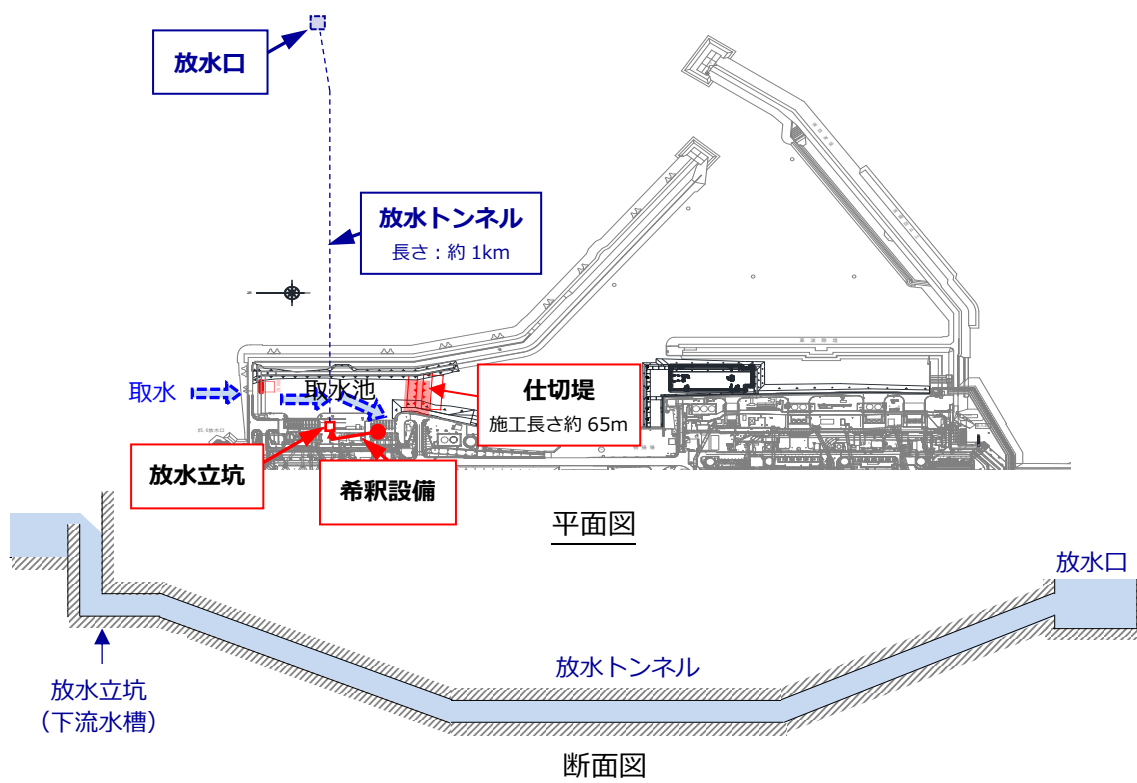 放水口
放水トンネル
長さ：約 1km
取水
取水池
仕切堤
施工長さ約 65m
放水立坑
希釈設備
平面図
放水口
放水トンネル
放水立坑
（下流水槽）
断面図